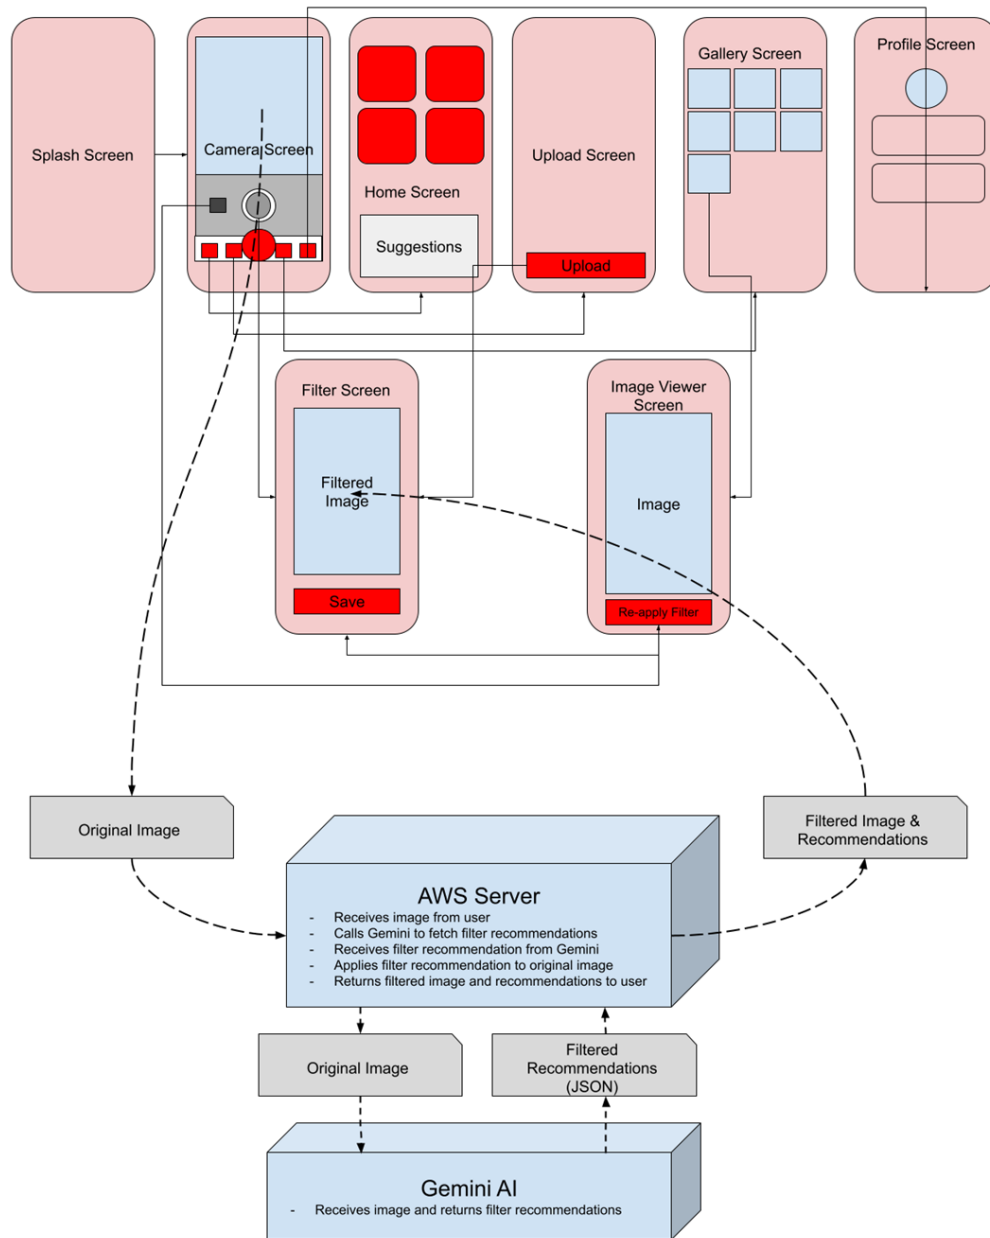 Splash Screen
Camera Screen
Home Screen
Suggestions
Upload Screen
Upload
Gallery Screen
Profile Screen
Filter Screen
Filtered
Image
Save
Image Viewer
Screen
Image
Re-apply Filter
Original Image
Filtered Image &
Recommendations
AWS Server
- Receives image from user
- Calls Gemini to fetch filter recommendations
- Receives filter recommendation from Gemini
- Applies filter recommendation to original image
- Returns filtered image and recommendations to user
Original Image
Filtered
Recommendations
(JSON)
Gemini AI
- Receives image and returns filter recommendations